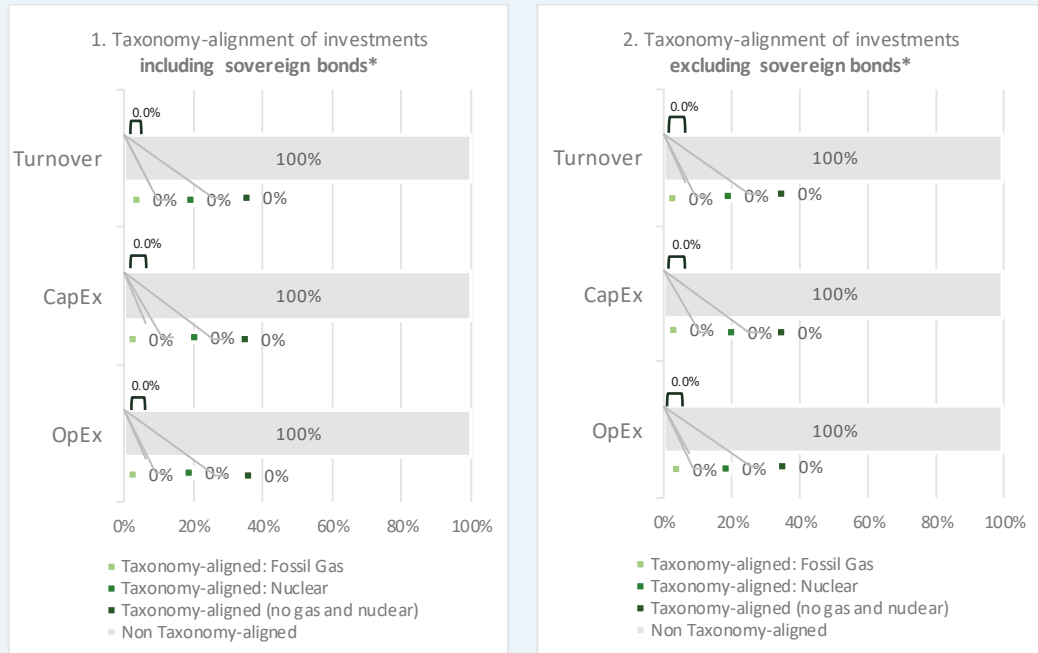 1. Taxonomy-alignment of investments
including sovereign bonds*
0.0%
Turnover 100%
0% 0% 0%
0.0%
CapEx 100%
0% 0% 0%
0.0%
OpEx 100%
0% 0% 0%
0% 20% 40% 60% 80% 100%
Taxonomy-aligned: Fossil Gas
Taxonomy-aligned: Nuclear
Taxonomy-aligned (no gas and nuclear)
Non Taxonomy-aligned
2. Taxonomy-alignment of investments
excluding sovereign bonds*
0.0%
Turnover 100%
0% 0% 0%
0.0%
CapEx 100%
0% 0% 0%
0.0%
OpEx 100%
0% 0% 0%
0% 20% 40% 60% 80% 100%
Taxonomy-aligned: Fossil Gas
Taxonomy-aligned: Nuclear
Taxonomy-aligned (no gas and nuclear)
Non Taxonomy-aligned